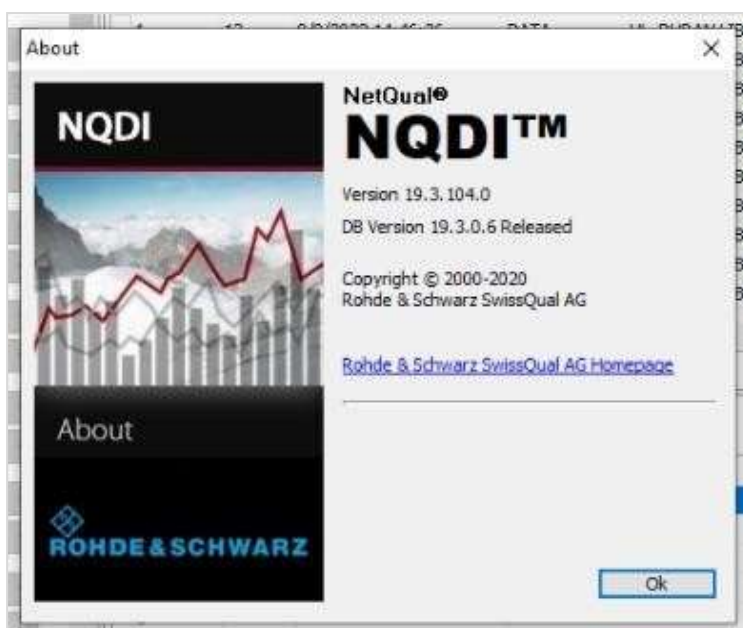 About
NQDI
NetQual®
NQDI™
Version 19.3.104.0
DB Version 19.3.0.6 Released
Copyright © 2000-2020
Rohde & Schwarz SwissQual AG
Rohde & Schwarz SwissQual AG Homepage
About
ROHDE&SCHWARZ
Ok